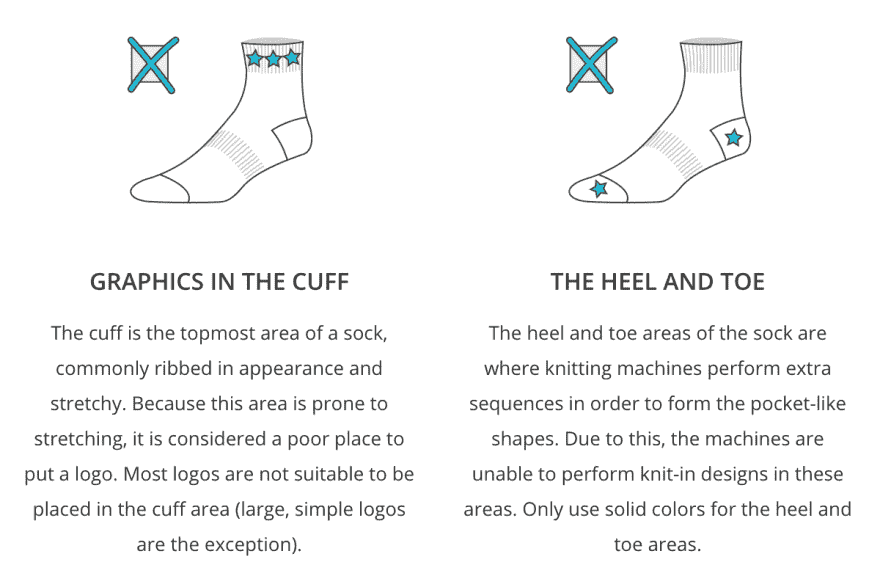 GRAPHICS IN THE CUFF
The cuff is the topmost area of a sock,
commonly ribbed in appearance and
stretchy. Because this area is prone to
stretching, it is considered a poor place to
put a logo. Most logos are not suitable to be
placed in the cuff area (large, simple logos
are the exception).
THE HEEL AND TOE
The heel and toe areas of the sock are
where knitting machines perform extra
sequences in order to form the pocket-like
shapes. Due to this, the machines are
unable to perform knit-in designs in these
areas. Only use solid colors for the heel and
toe areas.